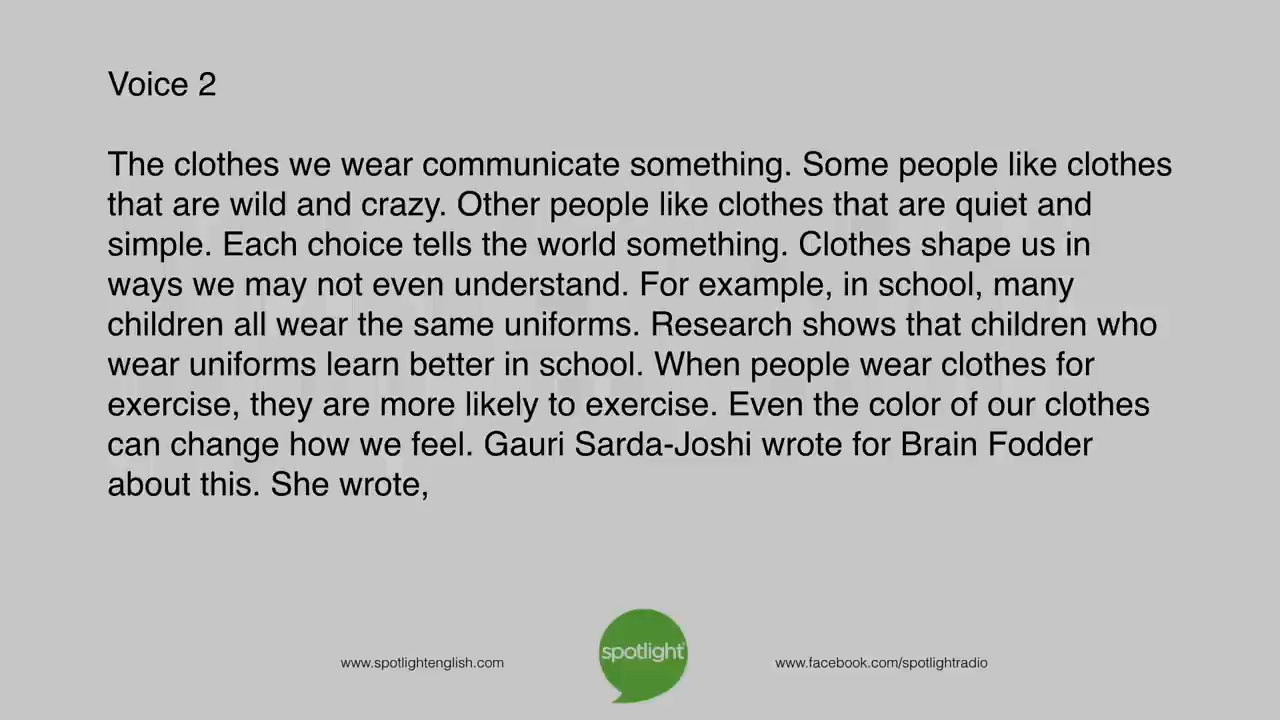 Voice 2
The clothes we wear communicate something. Some people like clothes
that are wild and crazy. Other people like clothes that are quiet and
simple. Each choice tells the world something. Clothes shape us in
ways we may not even understand. For example, in school, many
children all wear the same uniforms. Research shows that children who
wear uniforms learn better in school. When people wear clothes for
exercise, they are more likely to exercise. Even the color of our clothes
can change how we feel. Gauri Sarda-Joshi wrote for Brain Fodder
about this. She wrote,
www.spotlightenglish.com
spotlight
www.facebook.com/spotlightradio